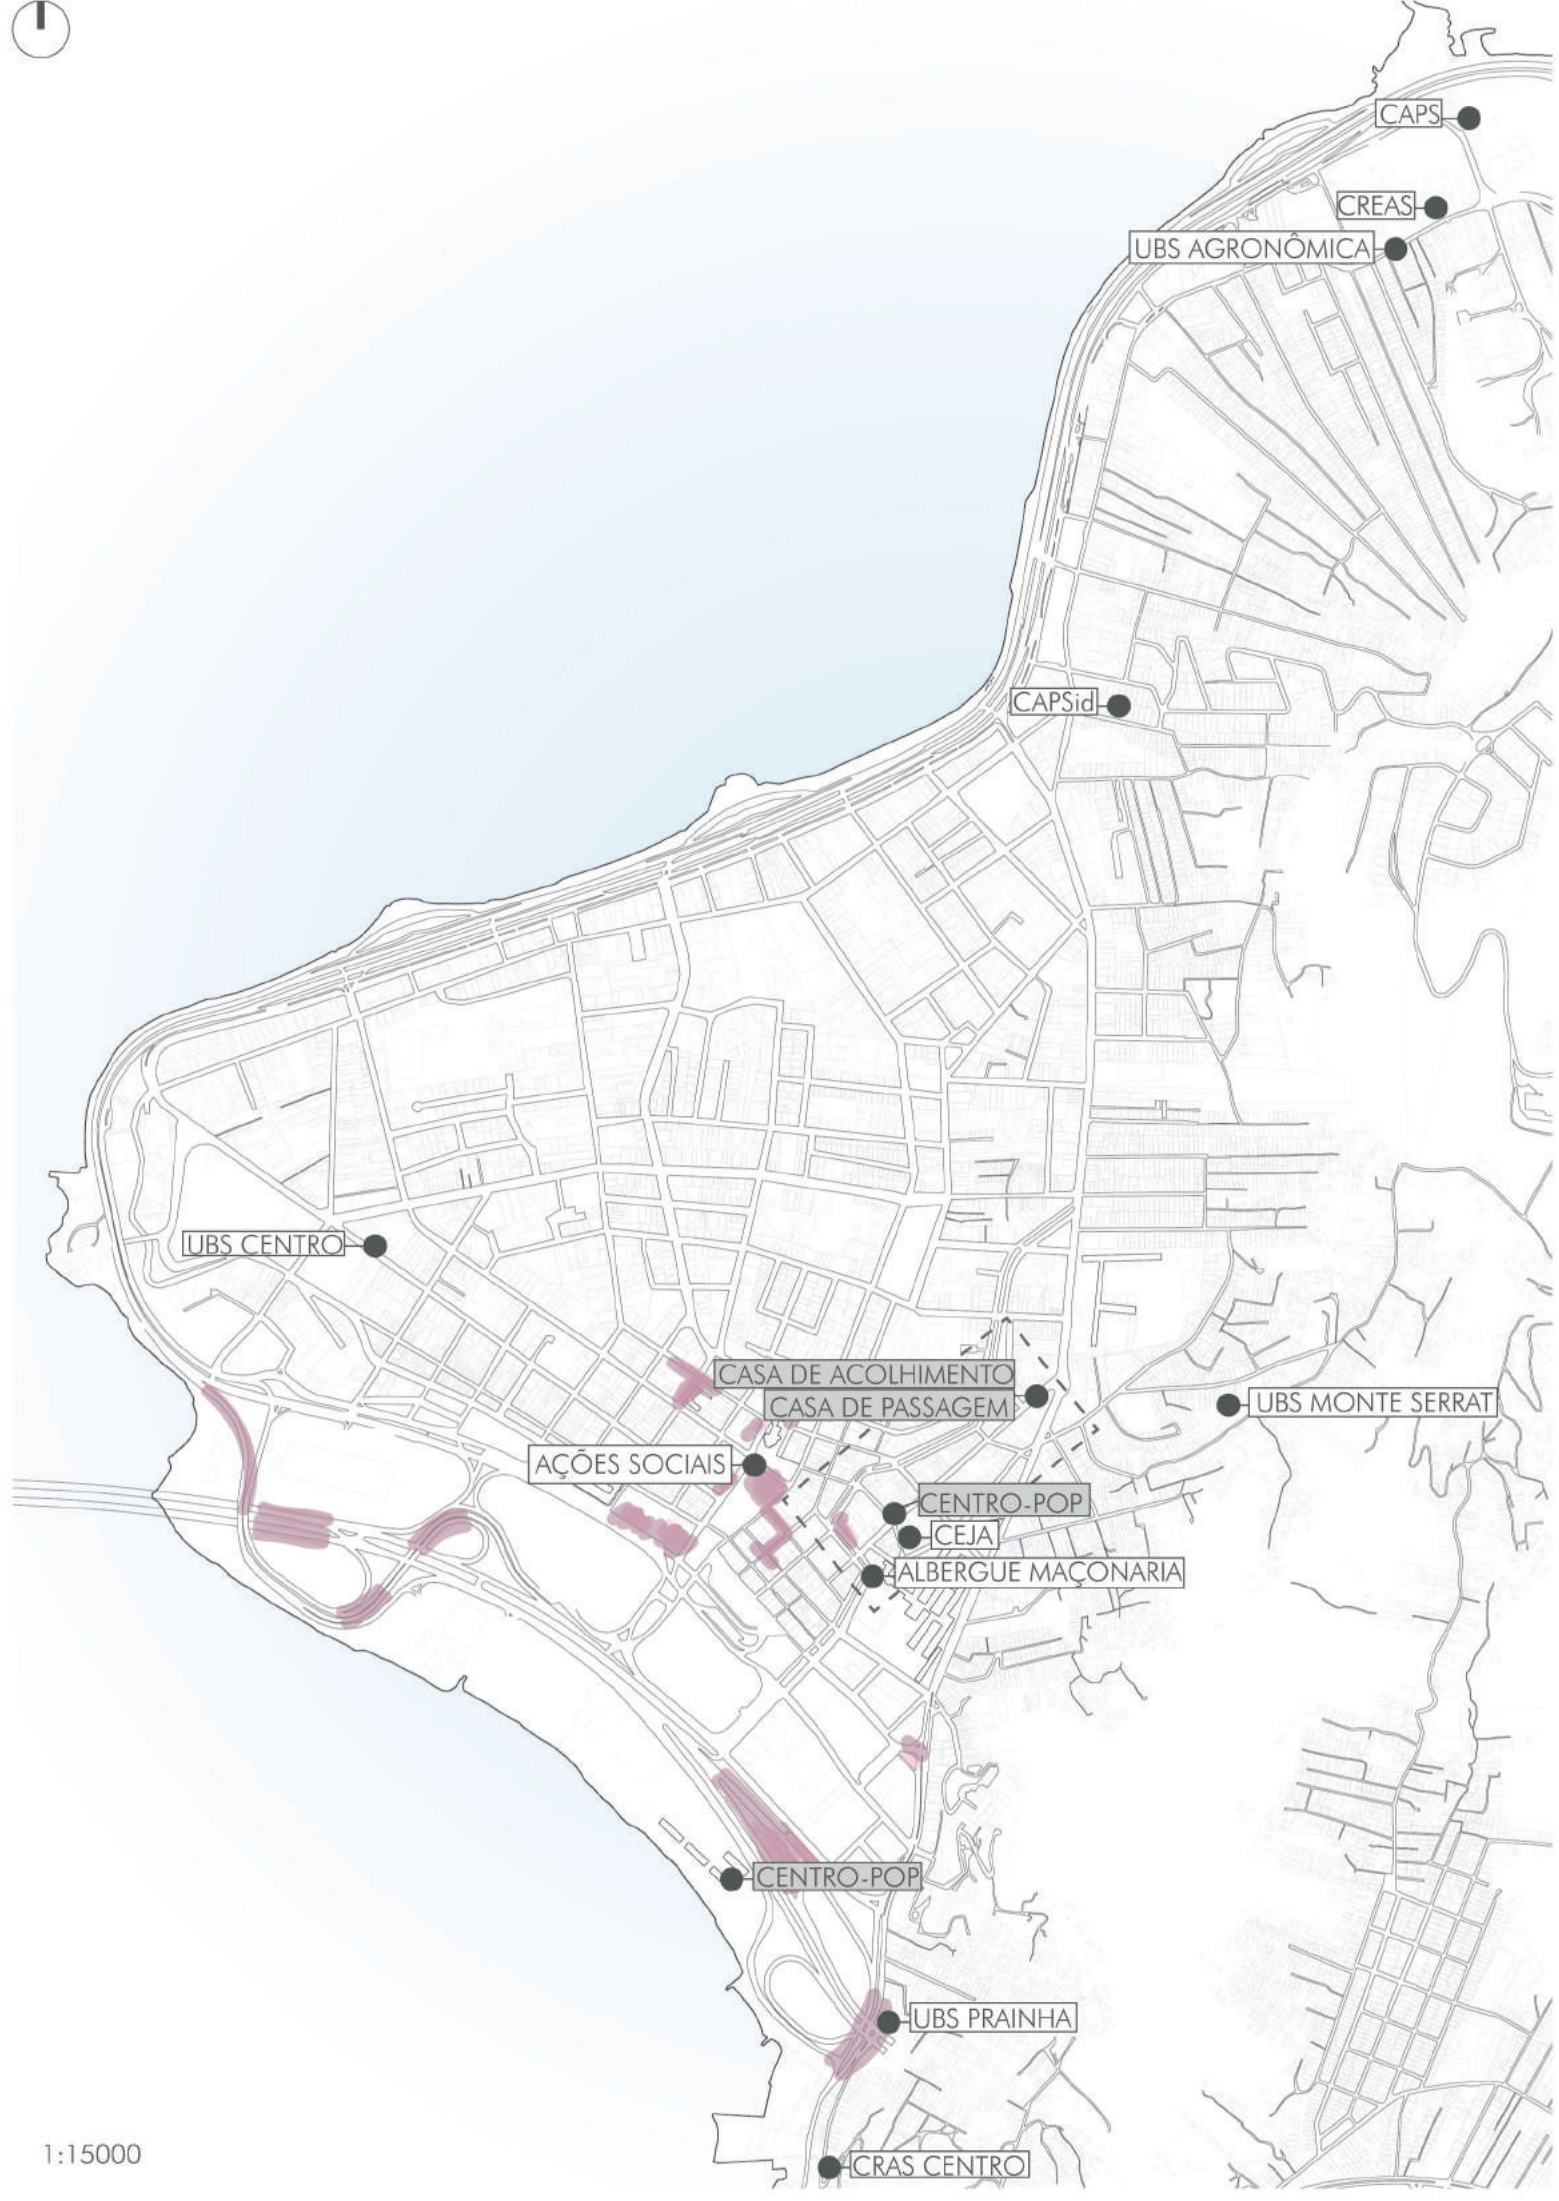 CAPS
CREAS
UBS AGRONÔMICA
CAPSid
UBS CENTRO
CASA DE ACOLHIMENTO
CASA DE PASSAGEM
UBS MONTE SERRAT
AÇÕES SOCIAIS
CENTRO-POP
CEJA
ALBERGUE MAÇONARIA
CENTRO-POP
UBS PRAINHA
1:15000
CRAS CENTRO